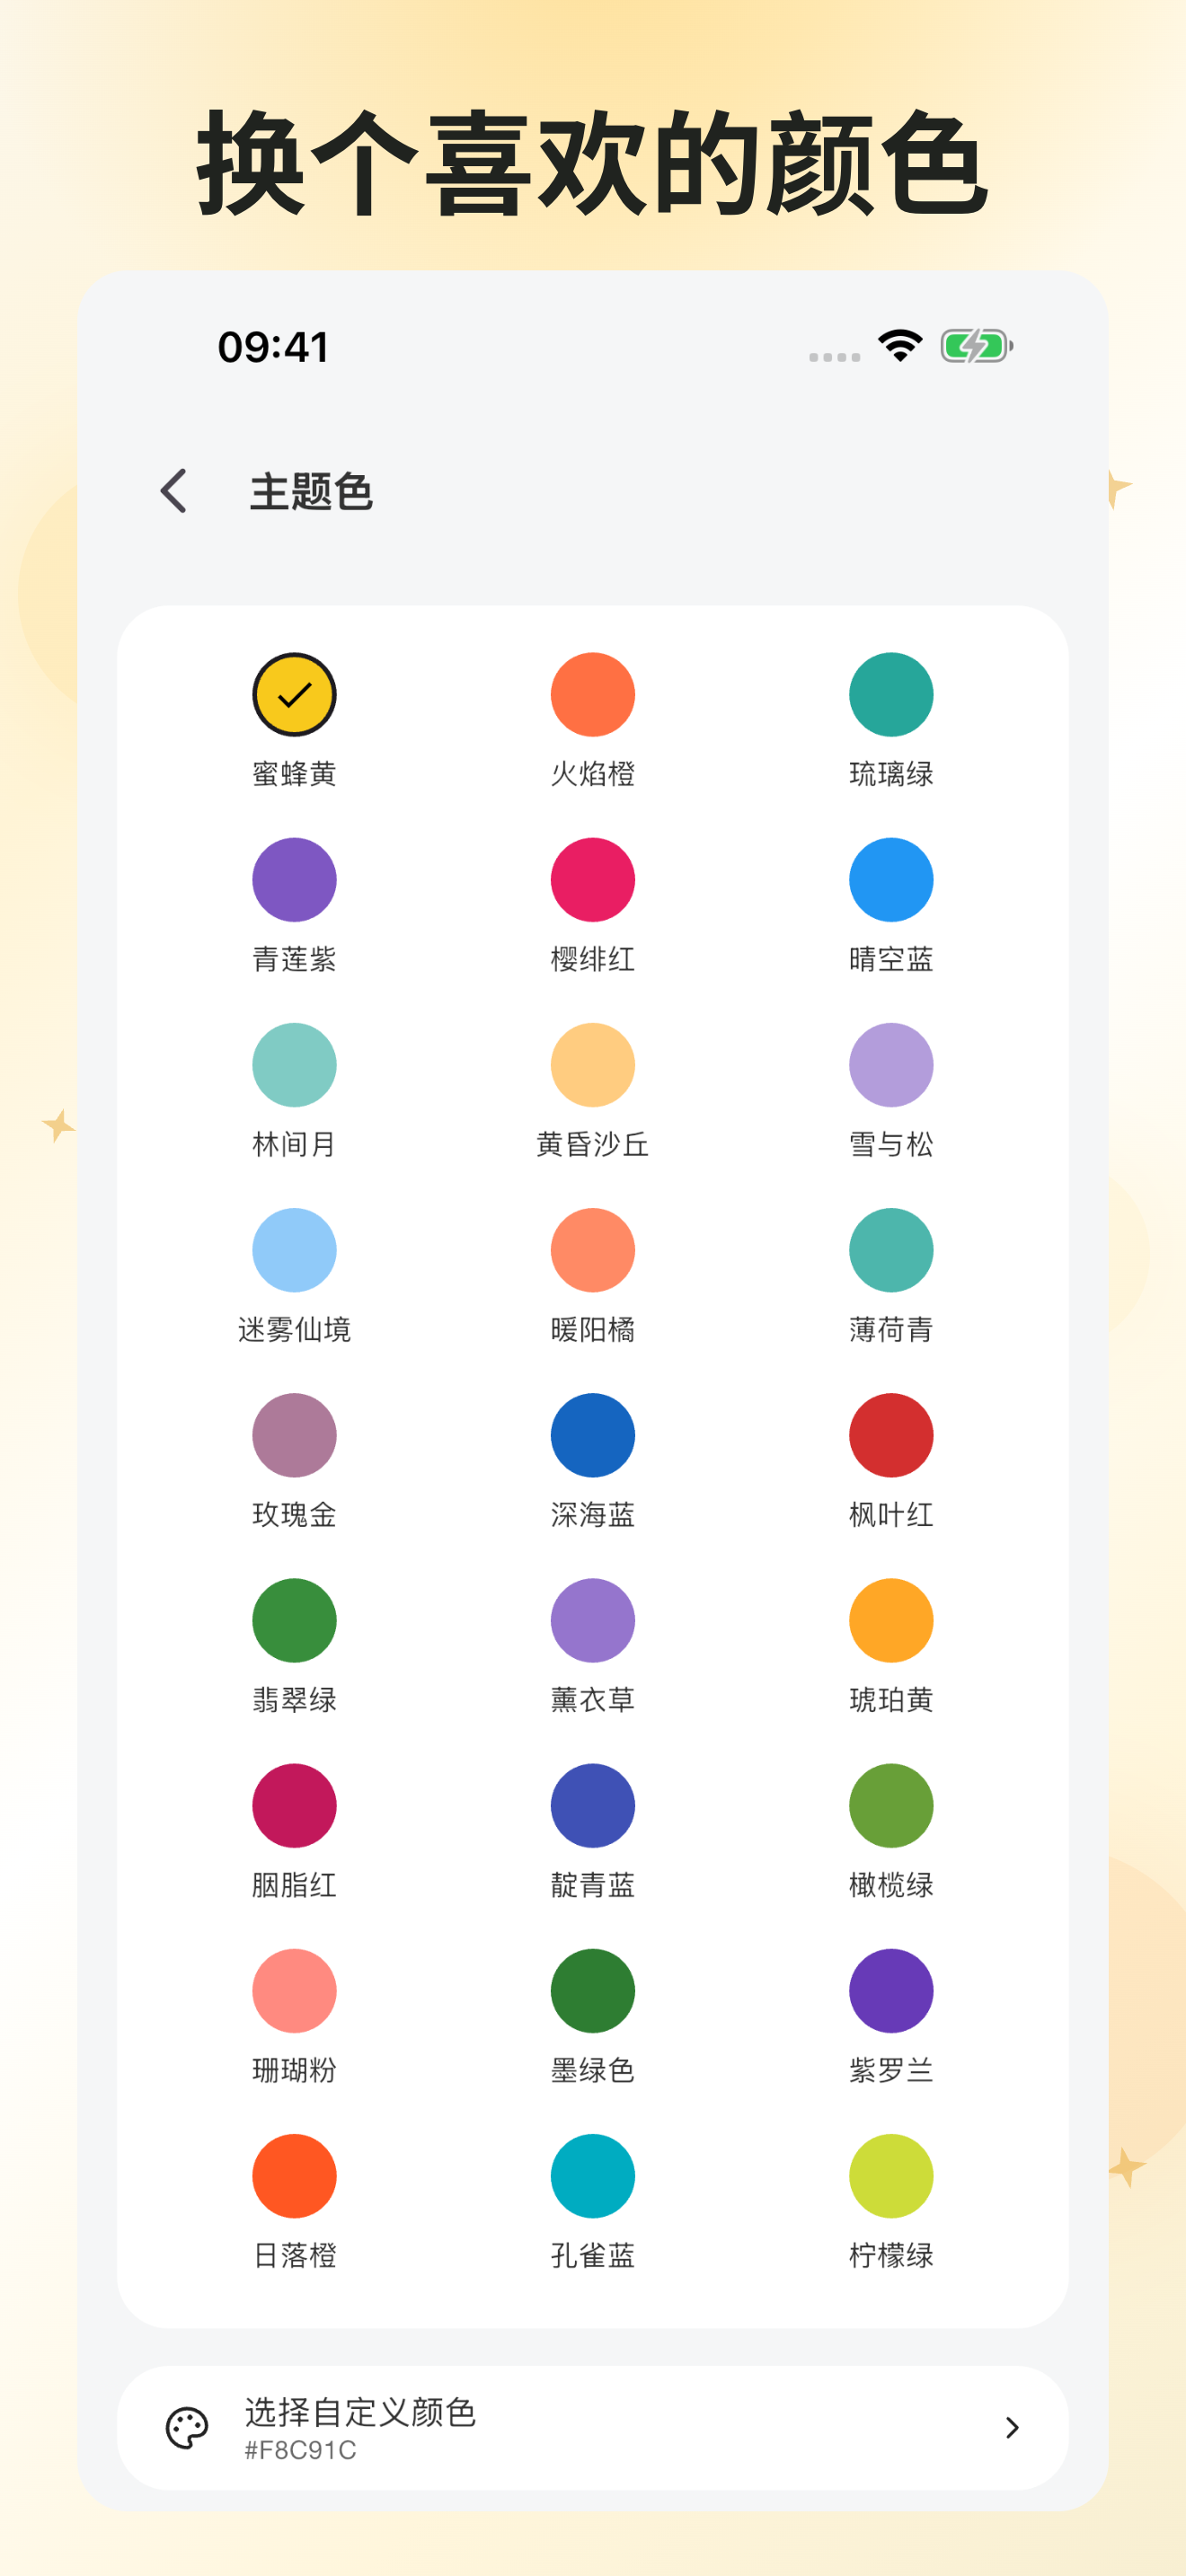 换个喜欢的颜色
09:41
主题色
蜜蜂黄 火焰橙 琉璃绿
青莲紫 樱绯红 晴空蓝
林间月 黄昏沙丘 雪与松
迷雾仙境 暖阳橘 薄荷青
玫瑰金 深海蓝 枫叶红
翡翠绿 薰衣草 琥珀黄
胭脂红 靛青蓝 橄榄绿
珊瑚粉 墨绿色 紫罗兰
日落橙 孔雀蓝 柠檬绿
选择自定义颜色
#F8C91C